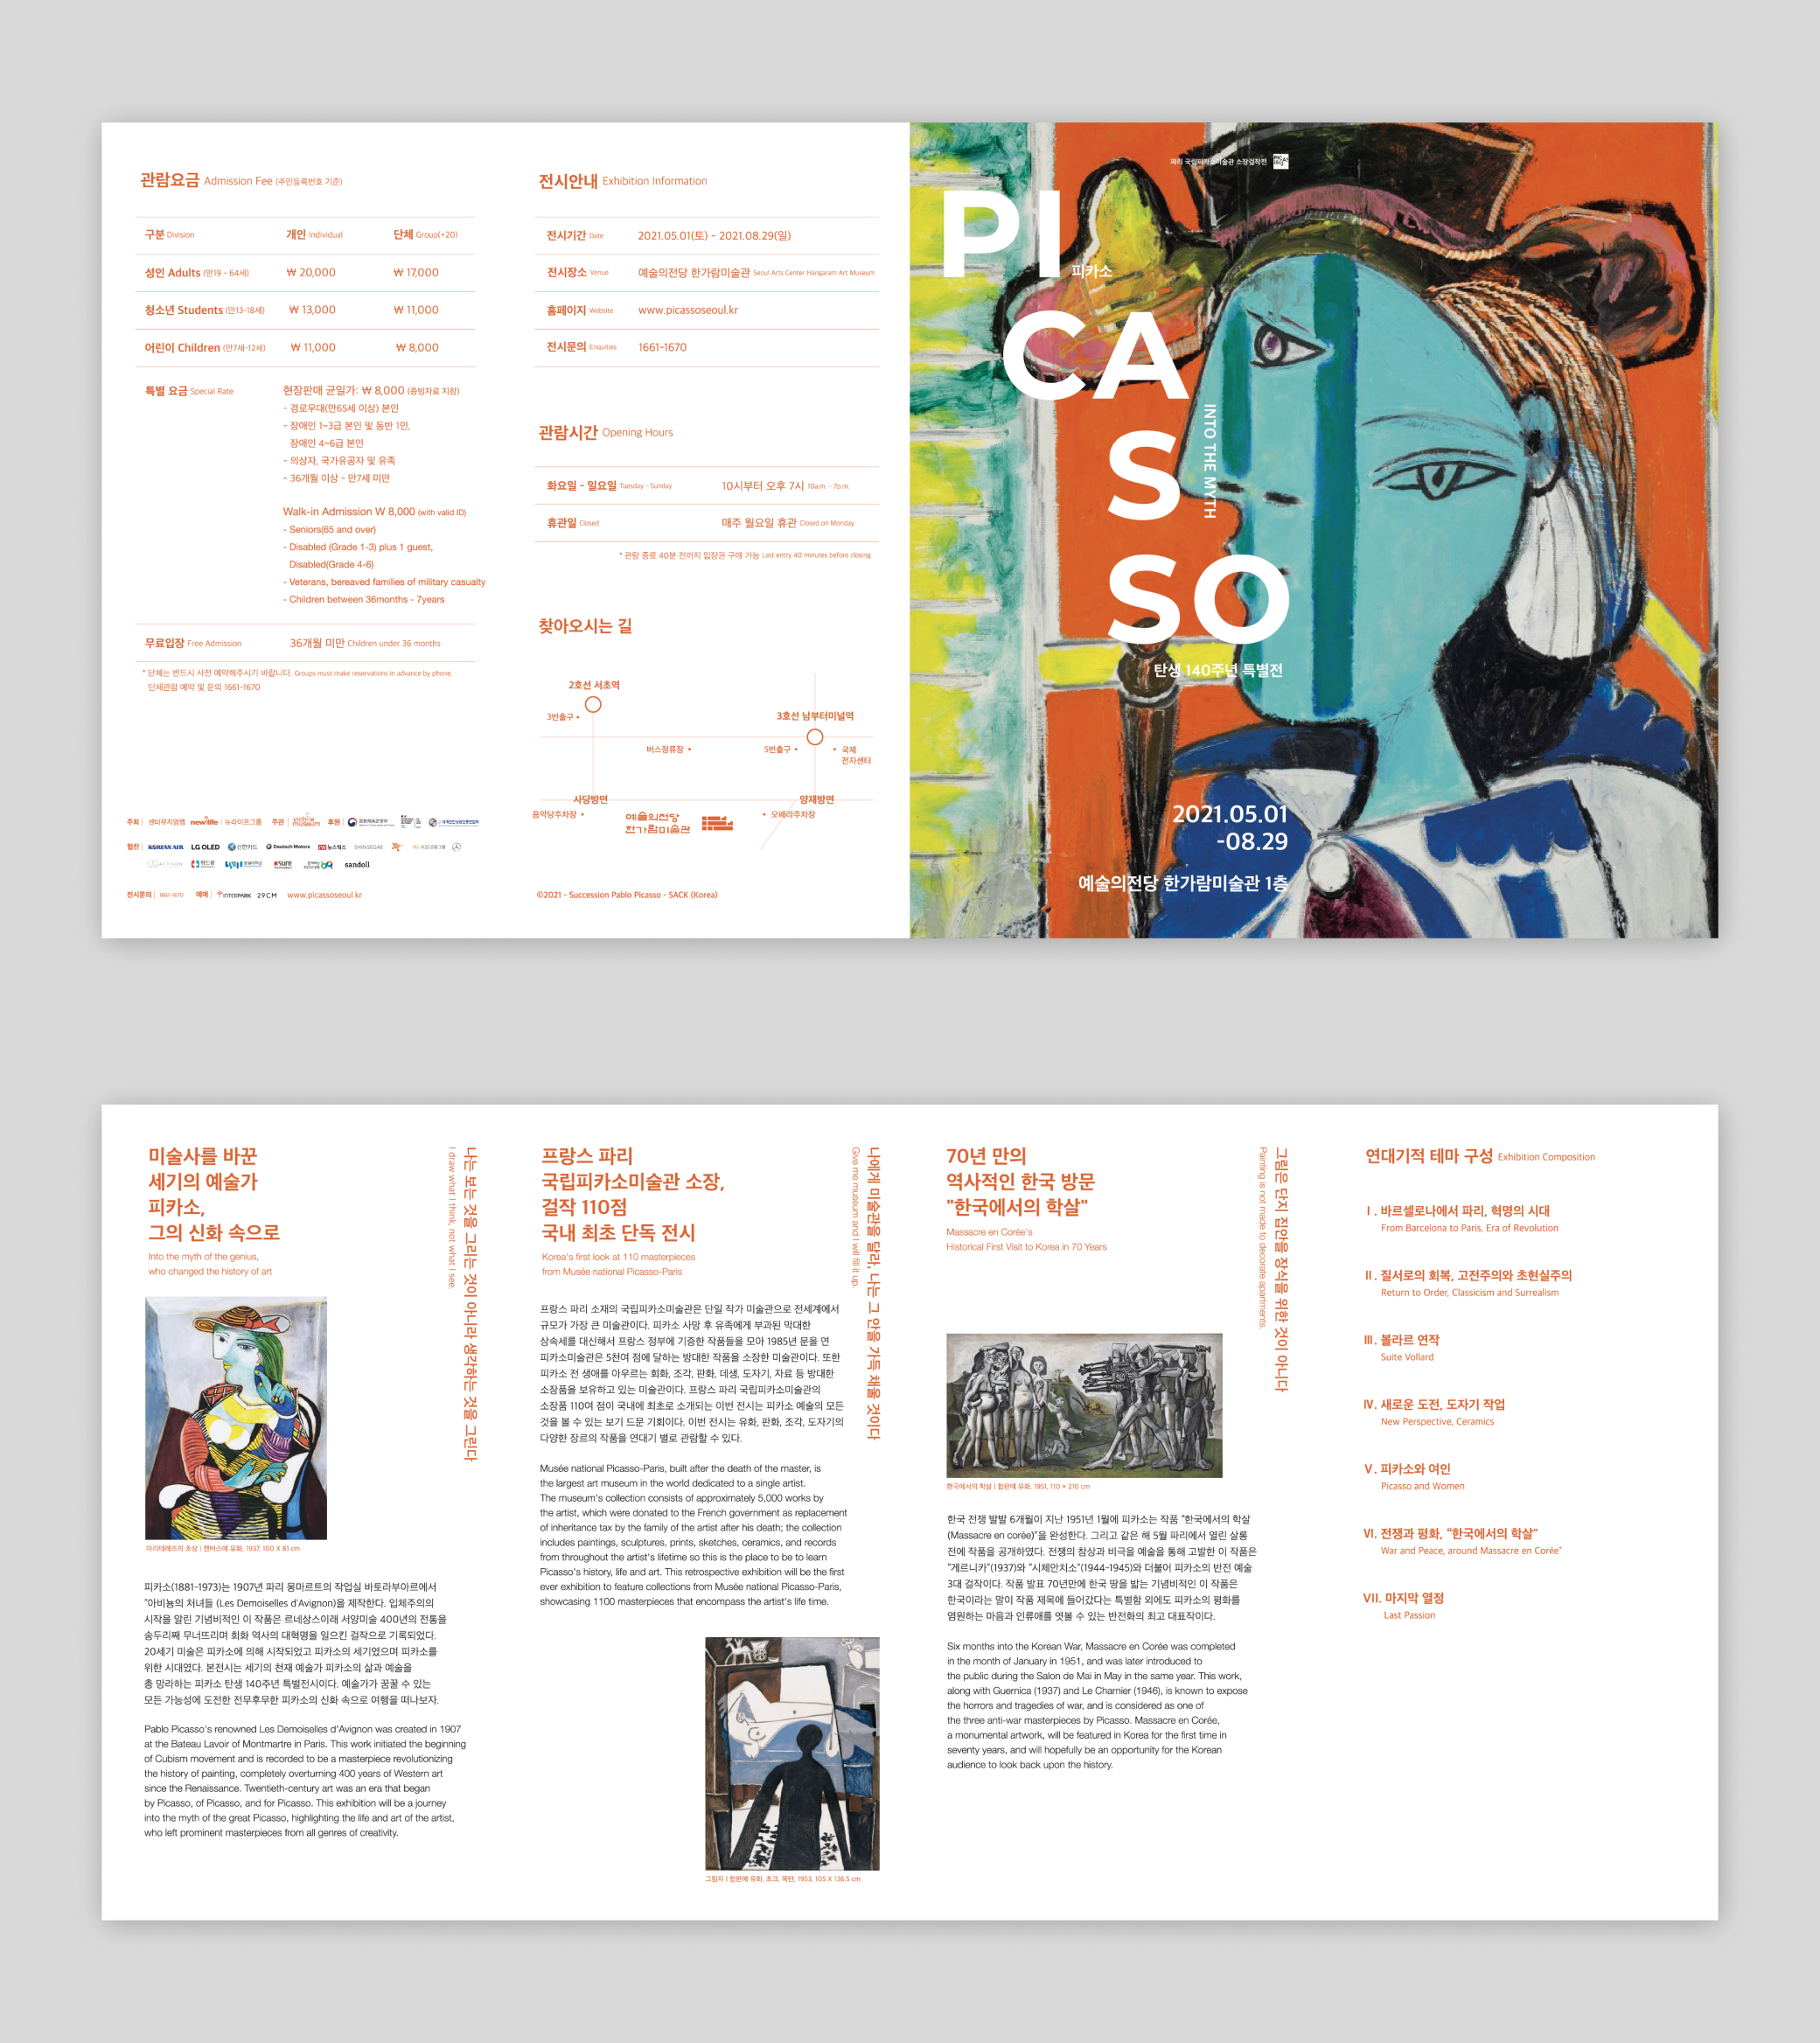 관람요금 Admission Fee (주민등록번호 기준)
구분 Division 개인 Individual 단체 Group(+20)
성인 Adults (만19 - 64세) ₩ 20,000 ₩ 17,000
청소년 Students (만13-18세) ₩ 13,000 ₩ 11,000
어린이 Children (만7세-12세) ₩ 11,000 ₩ 8,000
특별 요금 Special Rate 현장판매 균일가: ₩ 8,000 (증빙자료 지참)
- 경로우대(만65세 이상) 본인
- 장애인 1~3급 본인 및 동반 1인,
장애인 4~6급 본인
- 의상자, 국가유공자 및 유족
- 36개월 이상 - 만7세 미만
Walk-in Admission W 8,000 (with valid ID)
- Seniors(65 and over)
- Disabled (Grade 1-3) plus 1 guest,
Disabled(Grade 4-6)
- Veterans, bereaved families of military casualty
- Children between 36months - 7years
무료입장 Free Admission 36개월 미만 Children under 36 months
* 단체는 반드시 사전 예약해주시기 바랍니다. Groups must make reservations in advance by phone.
단체관람 예약 및 문의 1661-1670
주최 | 센터뮤지엄랩 newlife | 뉴라이프그룹 주관 | museum 후원 | 문화체육관광부
협찬 | KOREAN AIR LG OLED 신한카드 Deutsch Motors 뉴스웍스 SHINSEGAE
ACTIVON Ksure sandoll
전시문의 | 1661-1670 예매 | INTERPARK 29CM www.picassoseoul.kr
전시안내 Exhibition Information
전시기간 Date 2021.05.01(토) - 2021.08.29(일)
전시장소 Venue 예술의전당 한가람미술관 Seoul Arts Center Hangaram Art Museum
홈페이지 Website www.picassoseoul.kr
전시문의 Enquities 1661-1670
관람시간 Opening Hours
화요일 - 일요일 Tuesday - Sunday 10시부터 오후 7시 10a.m. - 7p.m.
휴관일 Closed 매주 월요일 휴관 Closed on Monday
* 관람 종료 40분 전까지 입장권 구매 가능 Last entry 40 minutes before closing
찾아오시는 길
2호선 서초역
3번출구
3호선 남부터미널역
버스정류장
5번출구
국제
전자센터
사당방면
양재방면
음악당주차장
예술의전당
한가람미술관
오페라주차장
©2021 - Succession Pablo Picasso - SACK (Korea)
파리 국립피카소미술관 소장걸작전
PI
피카소
CA
S
SO
INTO THE MYTH
탄생 140주년 특별전
2021.05.01
-08.29
예술의전당 한가람미술관 1층
미술사를 바꾼
세기의 예술가
피카소,
그의 신화 속으로
Into the myth of the genius,
who changed the history of art
나는 보는 것을 그리는 것이 아니라 생각하는 것을 그린다
I draw what I think, not what I see.
마리테레즈의 초상 | 캔버스에 유화, 1937, 100 X 81 cm
피카소(1881-1973)는 1907년 파리 몽마르트의 작업실 바토라부아르에서
"아비뇽의 처녀들 (Les Demoiselles d'Avignon)을 제작한다. 입체주의의
시작을 알린 기념비적인 이 작품은 르네상스이래 서양미술 400년의 전통을
송두리째 무너뜨리며 회화 역사의 대혁명을 일으킨 걸작으로 기록되었다.
20세기 미술은 피카소에 의해 시작되었고 피카소의 세기였으며 피카소를
위한 시대였다. 본전시는 세기의 천재 예술가 피카소의 삶과 예술을
총 망라하는 피카소 탄생 140주년 특별전시이다. 예술가가 꿈꿀 수 있는
모든 가능성에 도전한 전무후무한 피카소의 신화 속으로 여행을 떠나보자.
Pablo Picasso's renowned Les Demoiselles d'Avignon was created in 1907
at the Bateau Lavoir of Montmartre in Paris. This work initiated the beginning
of Cubism movement and is recorded to be a masterpiece revolutionizing
the history of painting, completely overturning 400 years of Western art
since the Renaissance. Twentieth-century art was an era that began
by Picasso, of Picasso, and for Picasso. This exhibition will be a journey
into the myth of the great Picasso, highlighting the life and art of the artist,
who left prominent masterpieces from all genres of creativity.
프랑스 파리
국립피카소미술관 소장,
걸작 110점
국내 최초 단독 전시
Korea's first look at 110 masterpieces
from Musée national Picasso-Paris
나에게 미술관을 달라, 나는 그 안을 가득 채울 것이다
Give me museum and I will fill it up.
프랑스 파리 소재의 국립피카소미술관은 단일 작가 미술관으로 전세계에서
규모가 가장 큰 미술관이다. 피카소 사망 후 유족에게 부과된 막대한
상속세를 대신해서 프랑스 정부에 기증한 작품들을 모아 1985년 문을 연
피카소미술관은 5천여 점에 달하는 방대한 작품을 소장한 미술관이다. 또한
피카소 전 생애를 아우르는 회화, 조각, 판화, 데생, 도자기, 자료 등 방대한
소장품을 보유하고 있는 미술관이다. 프랑스 파리 국립피카소미술관의
소장품 110여 점이 국내에 최초로 소개되는 이번 전시는 피카소 예술의 모든
것을 볼 수 있는 보기 드문 기회이다. 이번 전시는 유화, 판화, 조각, 도자기의
다양한 장르의 작품을 연대기 별로 관람할 수 있다.
Musée national Picasso-Paris, built after the death of the master, is
the largest art museum in the world dedicated to a single artist.
The museum's collection consists of approximately 5,000 works by
the artist, which were donated to the French government as replacement
of inheritance tax by the family of the artist after his death; the collection
includes paintings, sculptures, prints, sketches, ceramics, and records
from throughout the artist's lifetime so this is the place to be to learn
Picasso's history, life and art. This retrospective exhibition will be the first
ever exhibition to feature collections from Musée national Picasso-Paris,
showcasing 1100 masterpieces that encompass the artist's life time.
그림자 | 합판에 유화, 초크, 목탄, 1953, 105 X 136.5 cm
70년 만의
역사적인 한국 방문
"한국에서의 학살"
Massacre en Corée's
Historical First Visit to Korea in 70 Years
그림은 단지 집안을 장식을 위한 것이 아니다
Painting is not made to decorate apartments.
한국에서의 학살 | 합판에 유화, 1951, 110 × 210 cm
한국 전쟁 발발 6개월이 지난 1951년 1월에 피카소는 작품 "한국에서의 학살
(Massacre en corée)"을 완성한다. 그리고 같은 해 5월 파리에서 열린 살롱
전에 작품을 공개하였다. 전쟁의 참상과 비극을 예술을 통해 고발한 이 작품은
"게르니카"(1937)와 "시체안치소"(1944-1945)와 더불어 피카소의 반전 예술
3대 걸작이다. 작품 발표 70년만에 한국 땅을 밟는 기념비적인 이 작품은
한국이라는 말이 작품 제목에 들어갔다는 특별함 외에도 피카소의 평화를
염원하는 마음과 인류애를 엿볼 수 있는 반전화의 최고 대표작이다.
Six months into the Korean War, Massacre en Corée was completed
in the month of January in 1951, and was later introduced to
the public during the Salon de Mai in May in the same year. This work,
along with Guernica (1937) and Le Charnier (1946), is known to expose
the horrors and tragedies of war, and is considered as one of
the three anti-war masterpieces by Picasso. Massacre en Corée,
a monumental artwork, will be featured in Korea for the first time in
seventy years, and will hopefully be an opportunity for the Korean
audience to look back upon the history.
연대기적 테마 구성 Exhibition Composition
I. 바르셀로나에서 파리, 혁명의 시대
From Barcelona to Paris, Era of Revolution
II. 질서로의 회복, 고전주의와 초현실주의
Return to Order, Classicism and Surrealism
III. 볼라르 연작
Suite Vollard
IV. 새로운 도전, 도자기 작업
New Perspective, Ceramics
V. 피카소와 여인
Picasso and Women
VI. 전쟁과 평화, "한국에서의 학살"
War and Peace, around Massacre en Corée"
VII. 마지막 열정
Last Passion